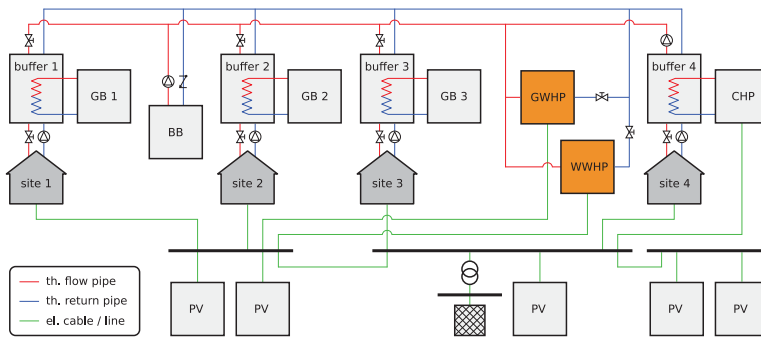 buffer 1
GB 1
buffer 2
GB 2
buffer 3
GB 3
GWHP
buffer 4
CHP
BB
WWHP
site 1
site 2
site 3
site 4
th. flow pipe
th. return pipe
el. cable / line
PV
PV
PV
PV
PV